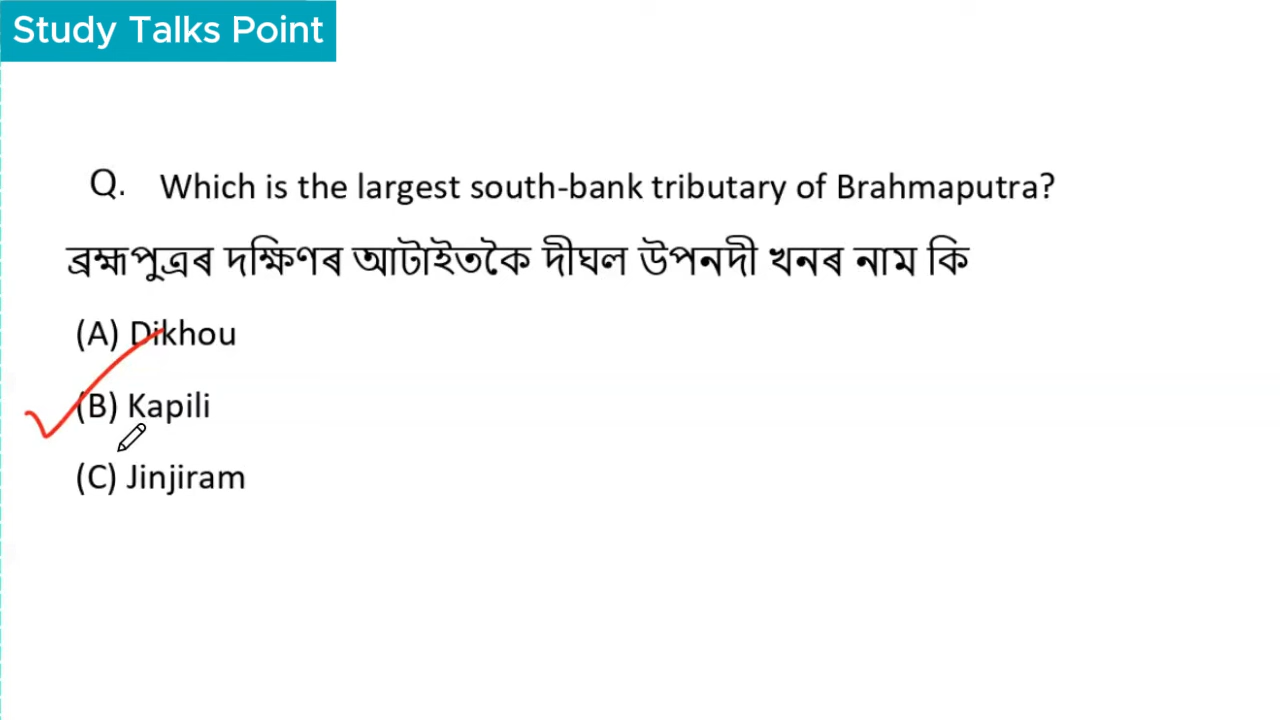 Study Talks Point
Q. Which is the largest south-bank tributary of Brahmaputra?
ব্ৰহ্মপুত্ৰৰ দক্ষিণৰ আটাইতকৈ দীঘল উপনদী খনৰ নাম কি
(A) Dikhou
(B) Kapili
(C) Jinjiram